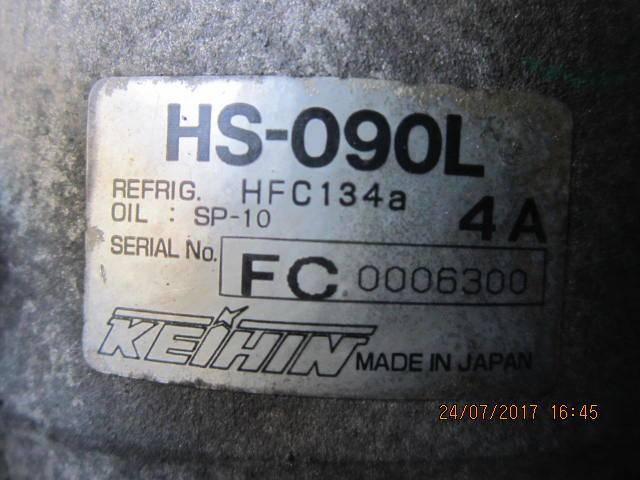 HS-090L
REFRIG. HFC134a
OIL : SP-10 4A
SERIAL No. FC 0006300
KEIHIN MADE IN JAPAN
24/07/2017 16:45